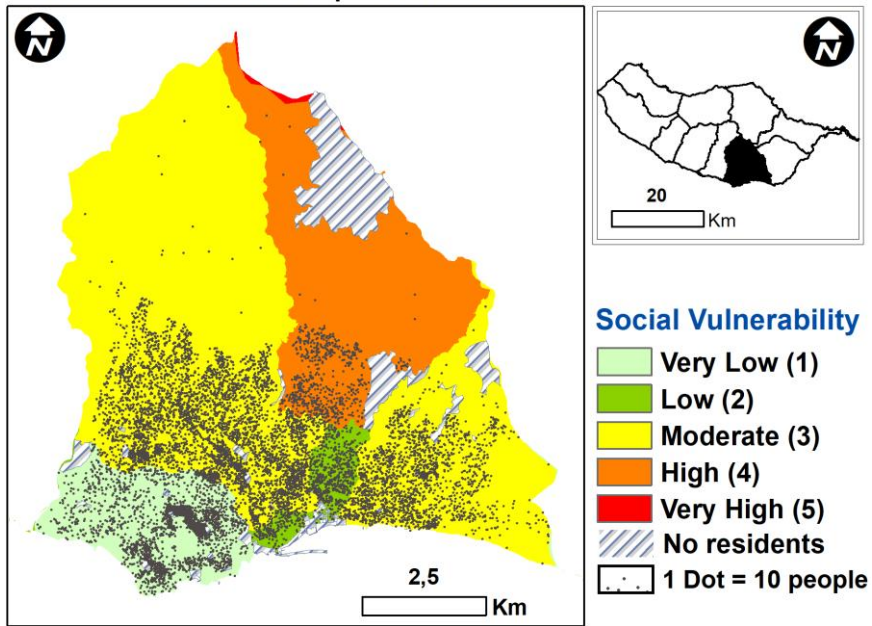 N
N
20
Km
Social Vulnerability
Very Low (1)
Low (2)
Moderate (3)
High (4)
Very High (5)
No residents
1 Dot = 10 people
2,5
Km